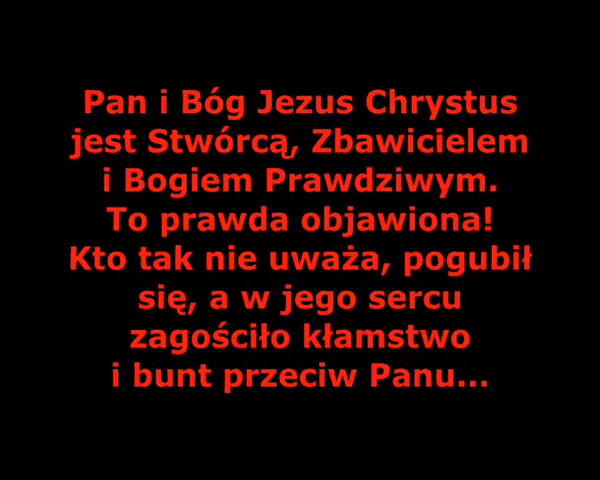 Pan i Bóg Jezus Chrystus
jest Stwórcą, Zbawicielem
i Bogiem Prawdziwym.
To prawda objawiona!
Kto tak nie uważa, pogubił
się, a w jego sercu
zagościło kłamstwo
i bunt przeciw Panu...